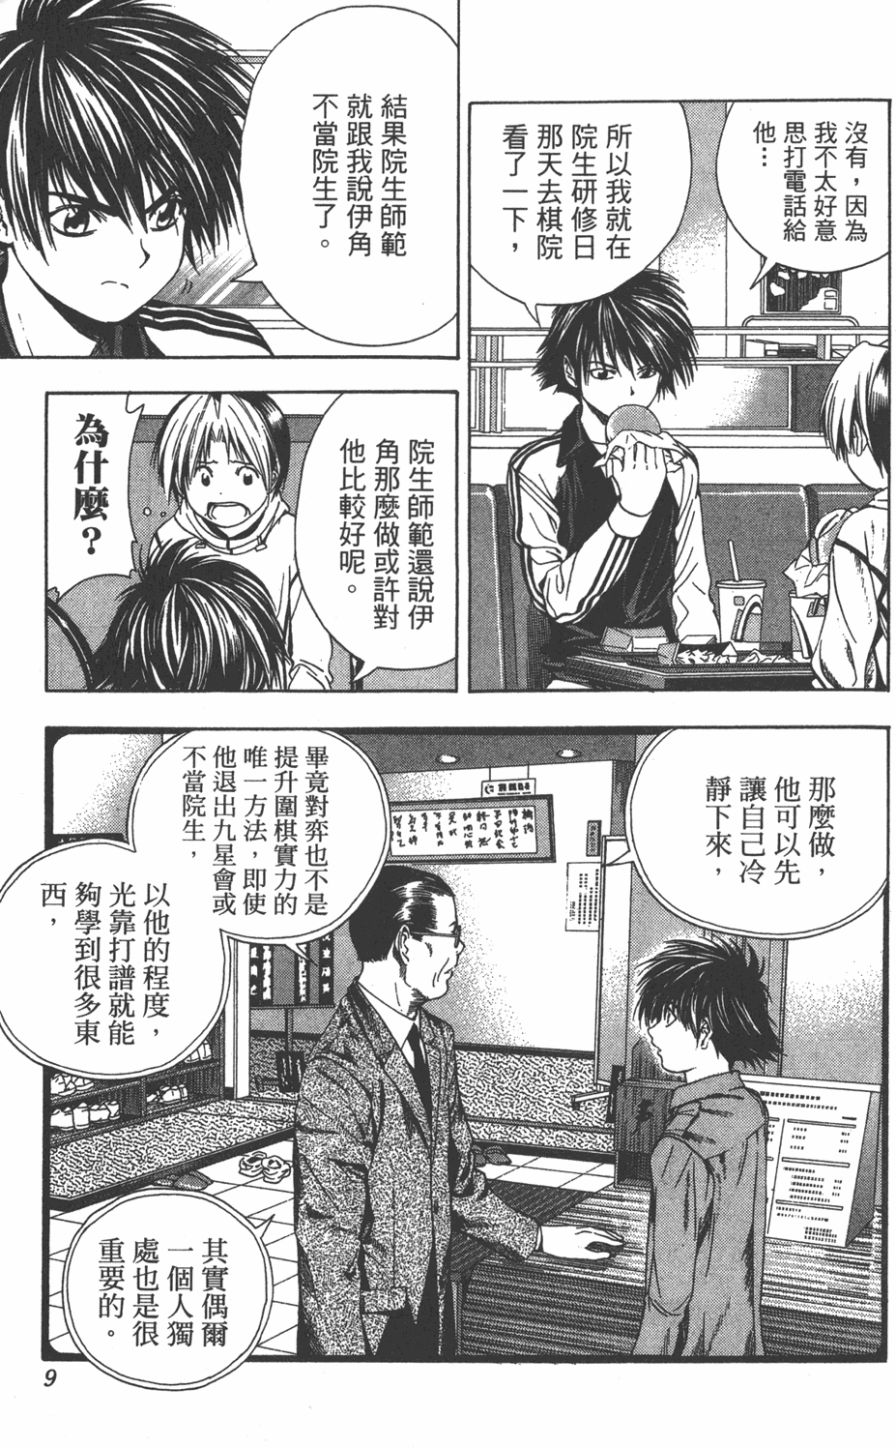 沒有，因為
我不太好意
思打電話給
他…
所以我就在
院生研修日
那天去棋院
看了一下，
結果院生師範
就跟我說伊角
不當院生了。
院生師範還說伊
角那麼做或許對
他比較好呢。
為什麼？
那麼做，
他可以先
讓自己冷
靜下來，
畢竟對弈也不是
提升圍棋實力的
唯一方法，即使
他退出九星會或
不當院生，
以他的程度，
光靠打譜就能
夠學到很多東
西，
其實偶爾
一個人獨
處也是很
重要的。
9